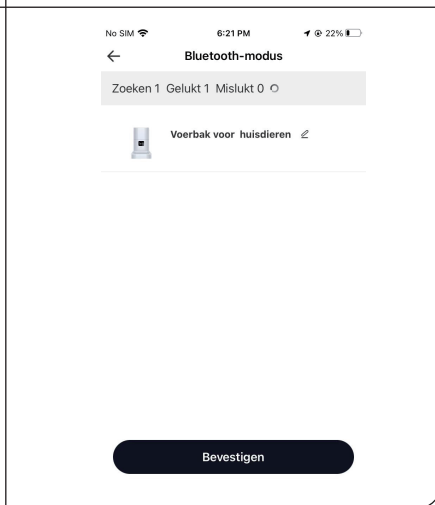 No SIM 6:21 PM 22%
Bluetooth-modus
Zoeken 1 Gelukt 1 Mislukt 0
Voerbak voor huisdieren
Bevestigen